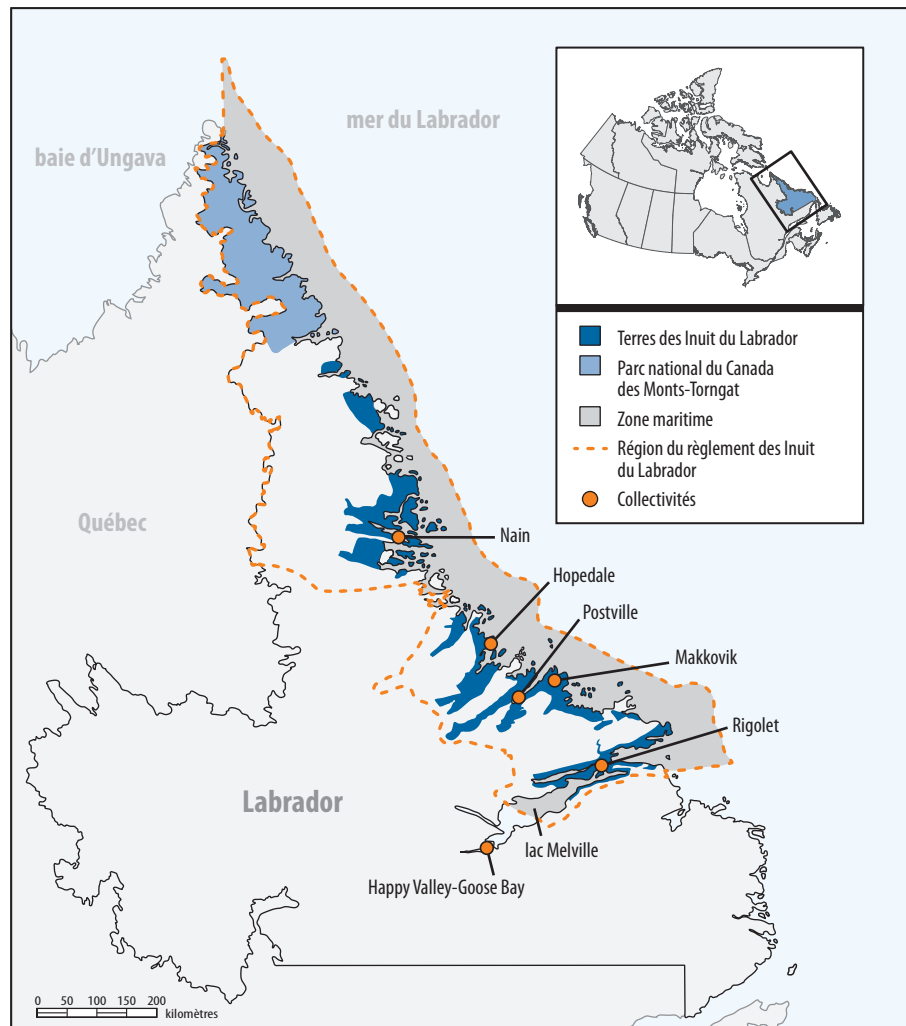 mer du Labrador
baie d'Ungava
Terres des Inuit du Labrador
Parc national du Canada
des Monts-Torngat
Zone maritime
Région du règlement des Inuit
du Labrador
Collectivités
Québec
Nain
Hopedale
Postville
Makkovik
Rigolet
Labrador
lac Melville
Happy Valley-Goose Bay
0 50 100 150 200
kilomètres